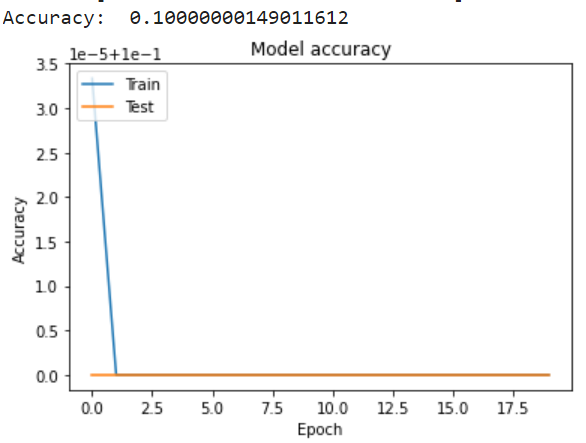 Accuracy:  0.10000000149011612
Model accuracy
1e-5+1e-1
3.5
3.0
2.5
2.0
1.5
1.0
0.5
0.0
Accuracy
Train
Test
0.0 2.5 5.0 7.5 10.0 12.5 15.0 17.5
Epoch